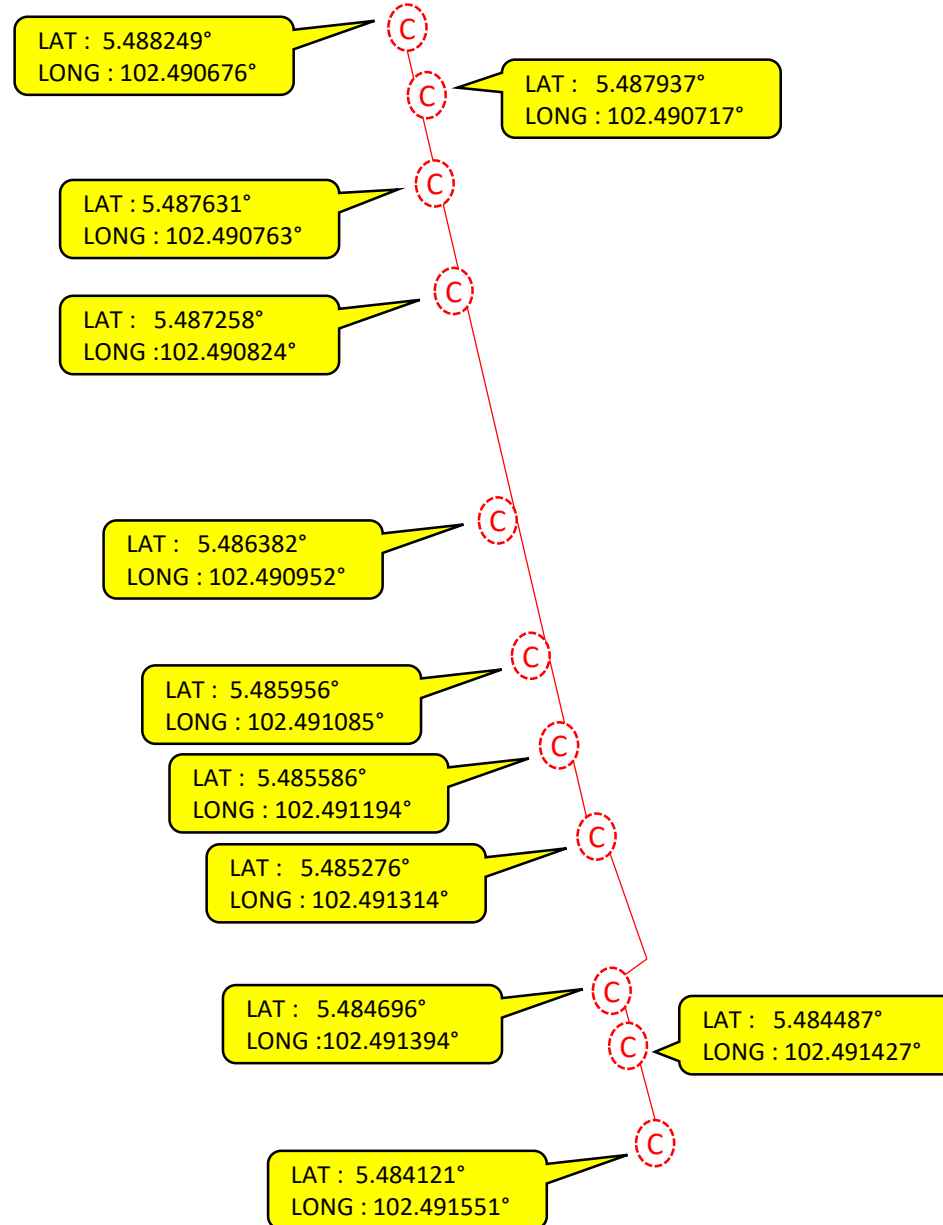 C
LAT : 5.488249°
LONG : 102.490676°
C
LAT : 5.487937°
LONG : 102.490717°
C
LAT : 5.487631°
LONG : 102.490763°
C
LAT : 5.487258°
LONG :102.490824°
C
LAT : 5.486382°
LONG : 102.490952°
C
LAT : 5.485956°
LONG : 102.491085°
C
LAT : 5.485586°
LONG : 102.491194°
C
LAT : 5.485276°
LONG : 102.491314°
C
LAT : 5.484696°
LONG :102.491394°
C
LAT : 5.484487°
LONG : 102.491427°
C
LAT : 5.484121°
LONG : 102.491551°